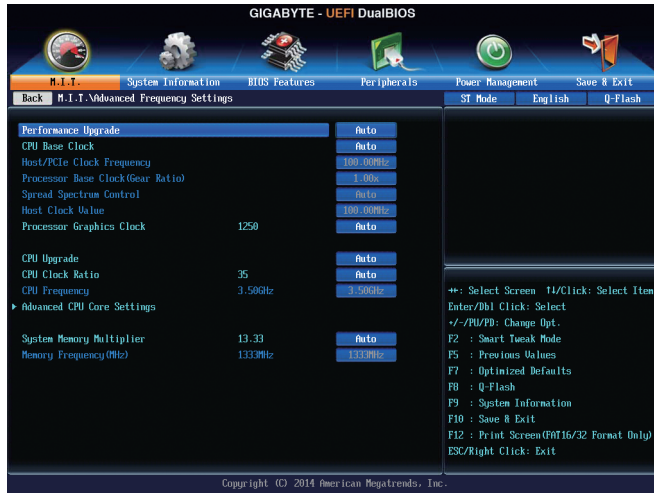 GIGABYTE - UEFI DualBIOS
M.I.T. System Information BIOS Features Peripherals Power Management Save & Exit
Back M.I.T.\Advanced Frequency Settings ST Mode English Q-Flash
Performance Upgrade Auto
CPU Base Clock Auto
Host/PCIe Clock Frequency 100.00MHz
Processor Base Clock(Gear Ratio) 1.00x
Spread Spectrum Control Auto
Host Clock Value 100.00MHz
Processor Graphics Clock 1250 Auto
CPU Upgrade Auto
CPU Clock Ratio 35 Auto
CPU Frequency 3.50GHz 3.50GHz
Advanced CPU Core Settings
System Memory Multiplier 13.33 Auto
Memory Frequency(MHz) 1333MHz 1333MHz
↔: Select Screen ↑↓/Click: Select Item
Enter/Dbl Click: Select
+/-/PU/PD: Change Opt.
F2 : Smart Tweak Mode
F5 : Previous Values
F7 : Optimized Defaults
F8 : Q-Flash
F9 : System Information
F10 : Save & Exit
F12 : Print Screen(FAT16/32 Format Only)
ESC/Right Click: Exit
Copyright (C) 2014 American Megatrends, Inc.